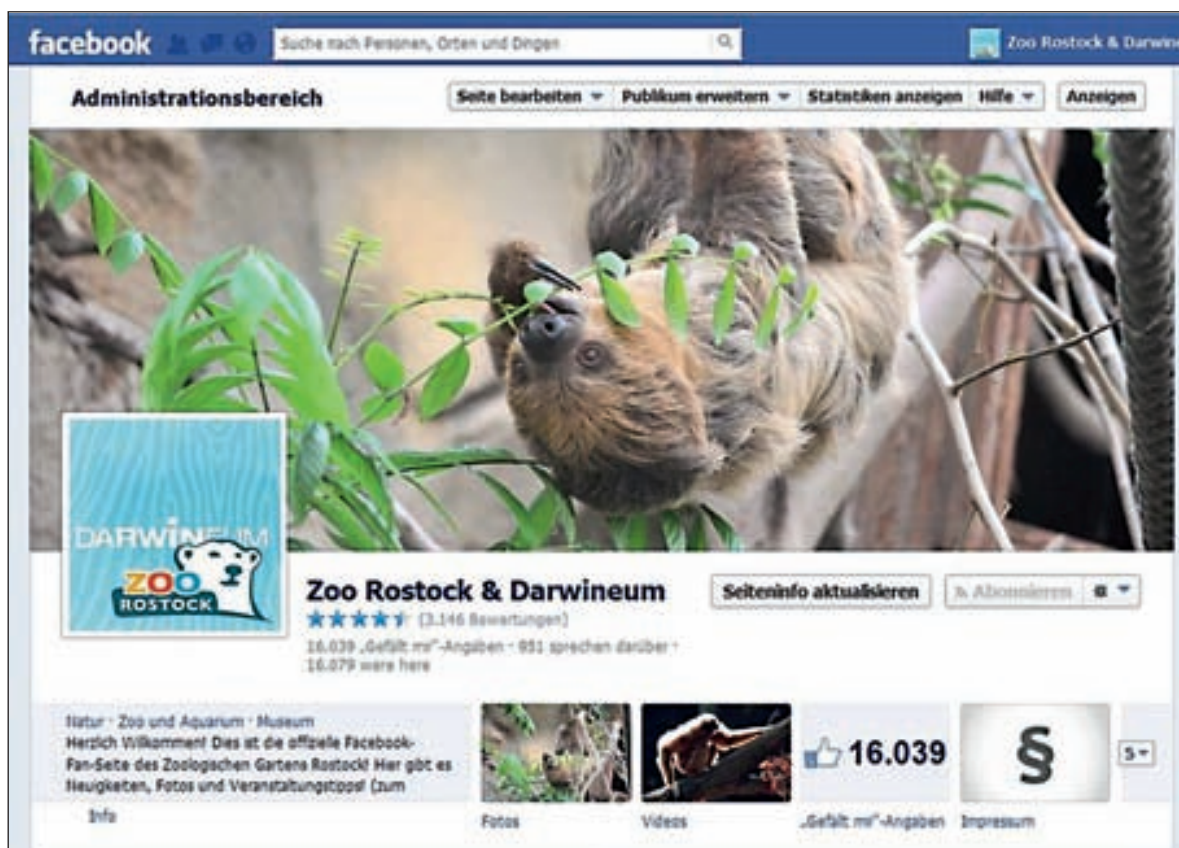 facebook
Suche nach Personen, Orten und Dingen
Zoo Rostock & Darwine
Administrationsbereich
Seite bearbeiten
Publikum erweitern
Statistiken anzeigen
Hilfe
Anzeigen
DARWINEUM
ZOO
ROSTOCK
Zoo Rostock & Darwineum
Seiteninfo aktualisieren
Abonnieren
(3.146 Bewertungen)
16.039 „Gefällt mir"-Angaben · 951 sprechen darüber ·
16.079 were here
Natur · Zoo und Aquarium · Museum
Herzlich Willkommen! Dies ist die offizielle Facebook-
Fan-Seite des Zoologischen Gartens Rostock! Hier gibt es
Neuigkeiten, Fotos und Veranstaltungstipps! (zum
Info
Fotos
Videos
16.039
„Gefällt mir"-Angaben
§
Impressum
5